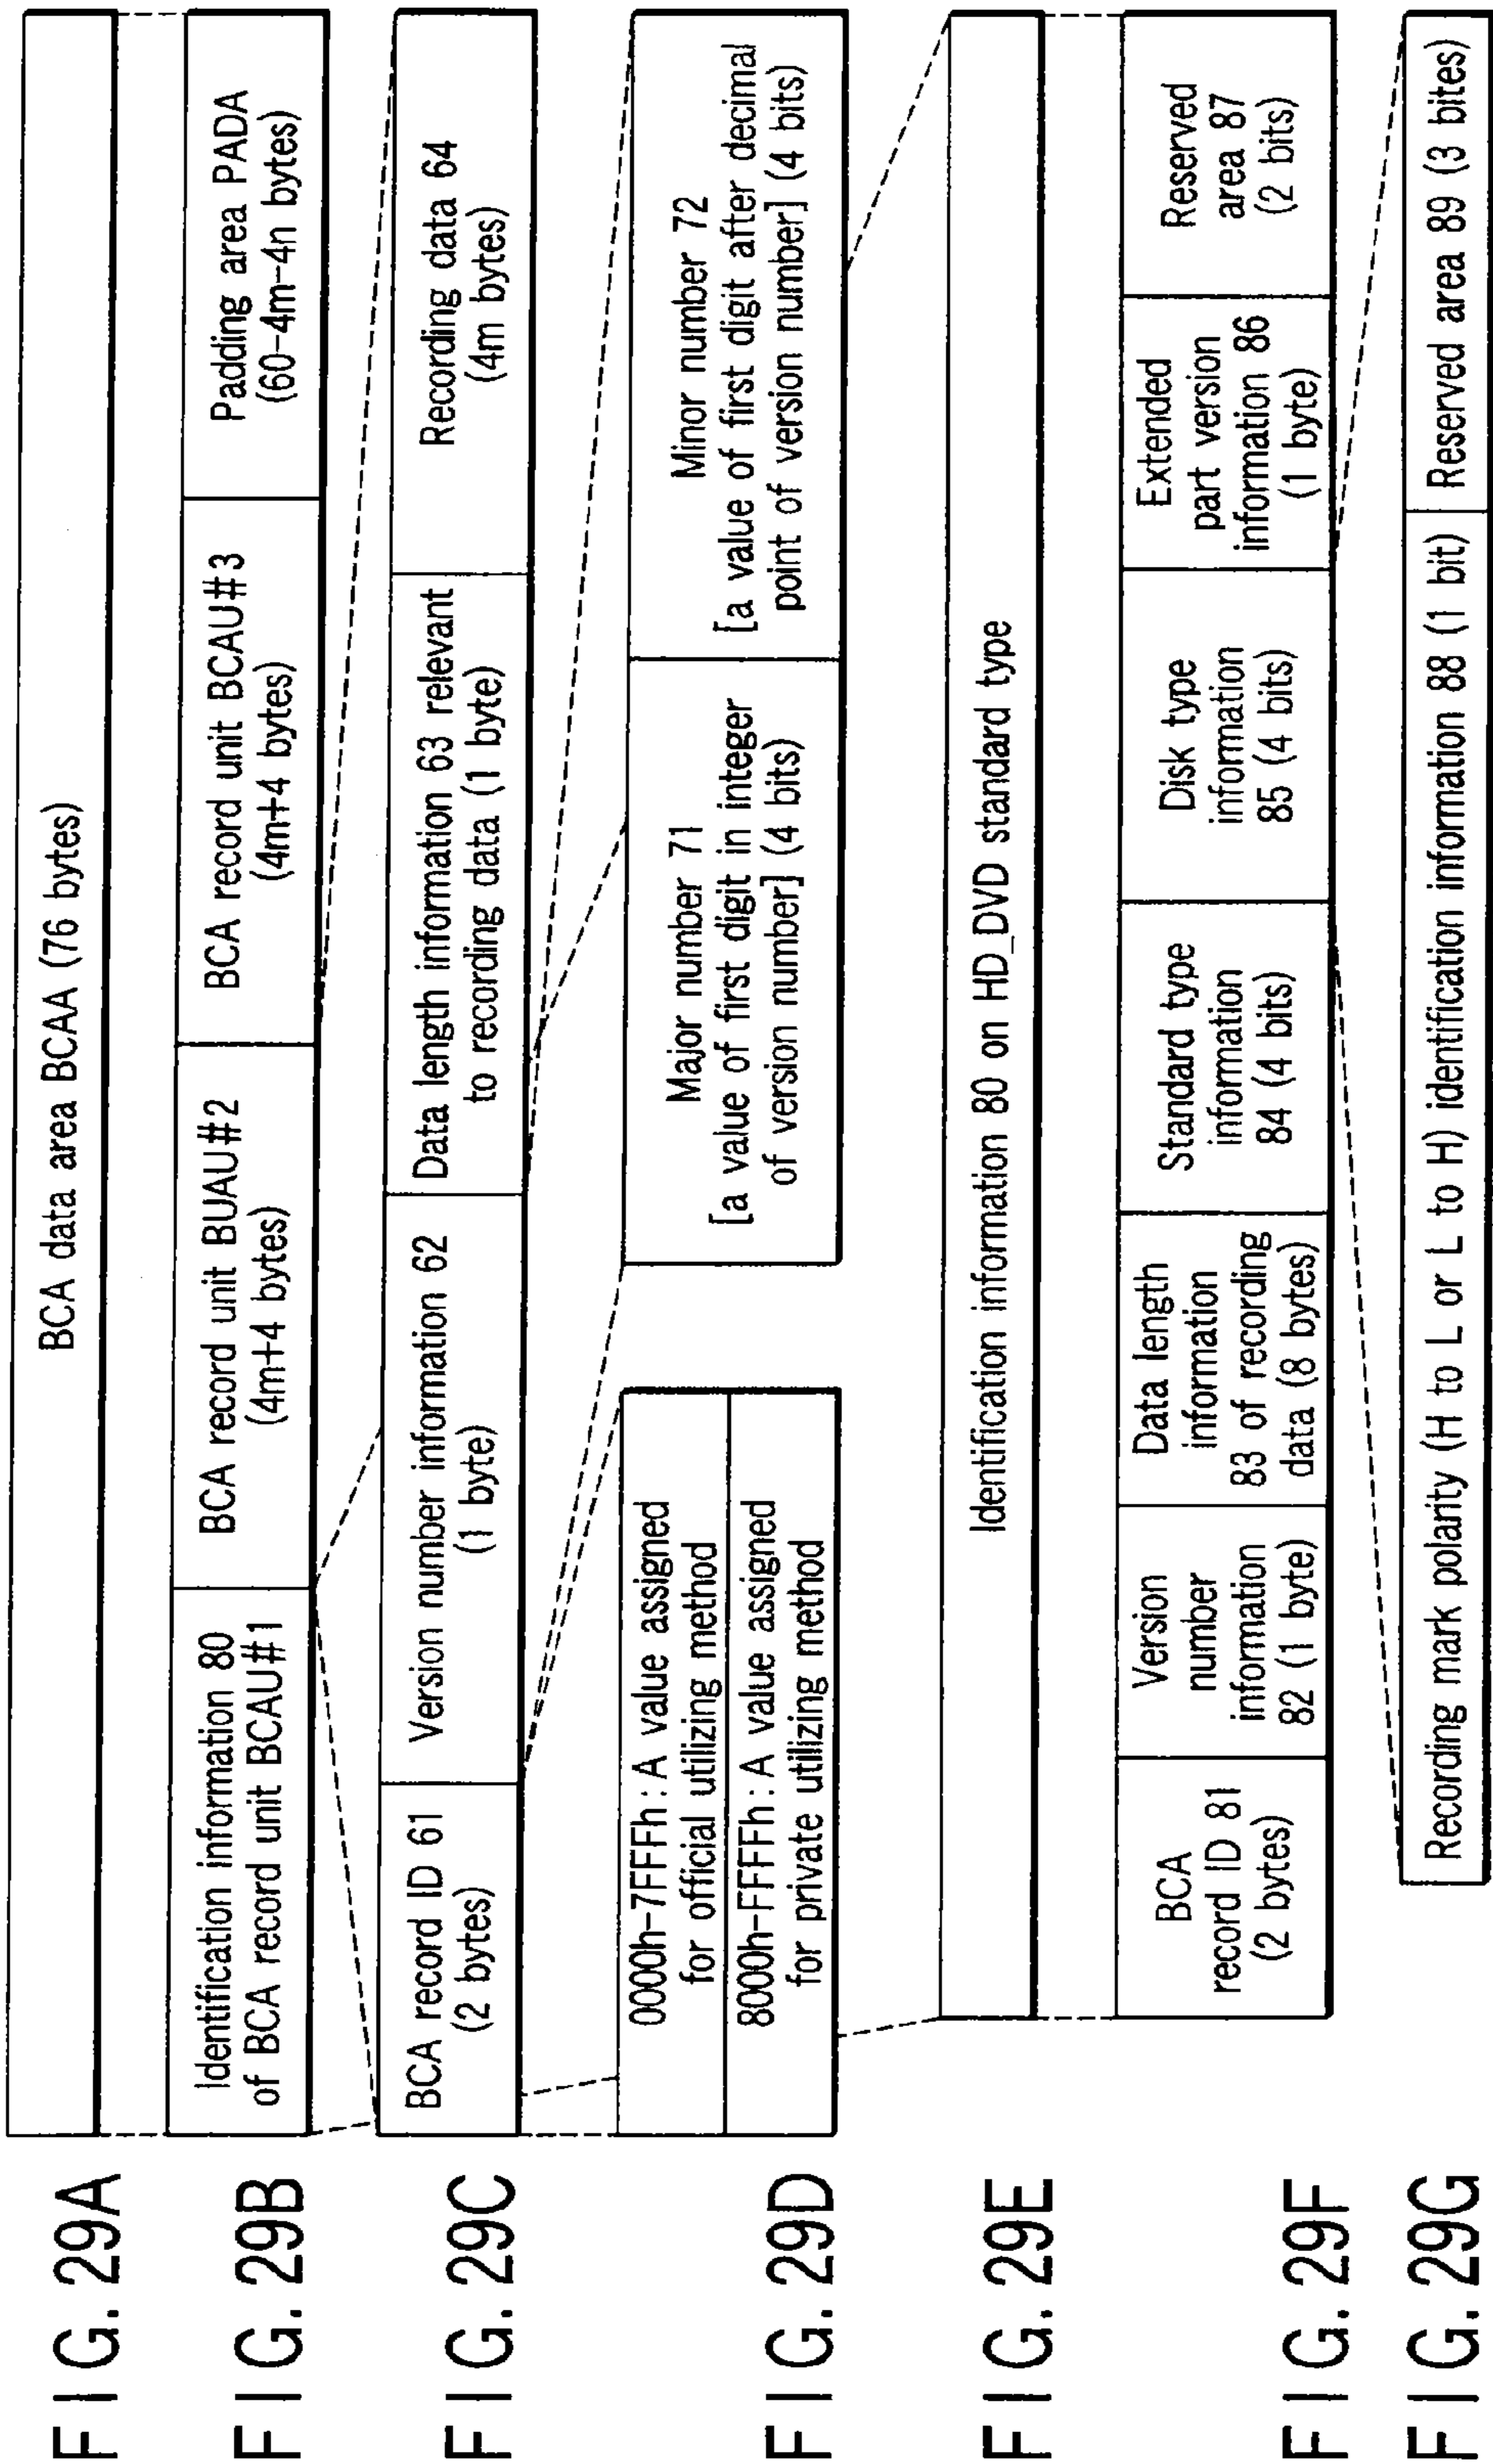 FIG. 29A
BCA data area BCAA (76 bytes)
FIG. 29B
Identification information 80
of BCA record unit BCAU#1
BCA record unit BUAU#2
(4m+4 bytes)
BCA record unit BCAU#3
(4m+4 bytes)
Padding area PADA
(60-4m-4n bytes)
FIG. 29C
BCA record ID 61
(2 bytes)
Version number information 62
(1 byte)
Data length information 63 relevant
to recording data (1 byte)
Recording data 64
(4m bytes)
FIG. 29D
0000h-7FFFh: A value assigned
for official utilizing method
8000h-FFFFh: A value assigned
for private utilizing method
Major number 71
[a value of first digit in integer
of version number] (4 bits)
Minor number 72
[a value of first digit after decimal
point of version number] (4 bits)
FIG. 29E
Identification information 80 on HD_DVD standard type
FIG. 29F
BCA
record ID 81
(2 bytes)
Version
number
information
82 (1 byte)
Data length
information
83 of recording
data (8 bytes)
Standard type
information
84 (4 bits)
Disk type
information
85 (4 bits)
Extended
part version
information 86
(1 byte)
Reserved
area 87
(2 bits)
FIG. 29G
Recording mark polarity (H to L or L to H) identification information 88 (1 bit)
Reserved area 89 (3 bites)